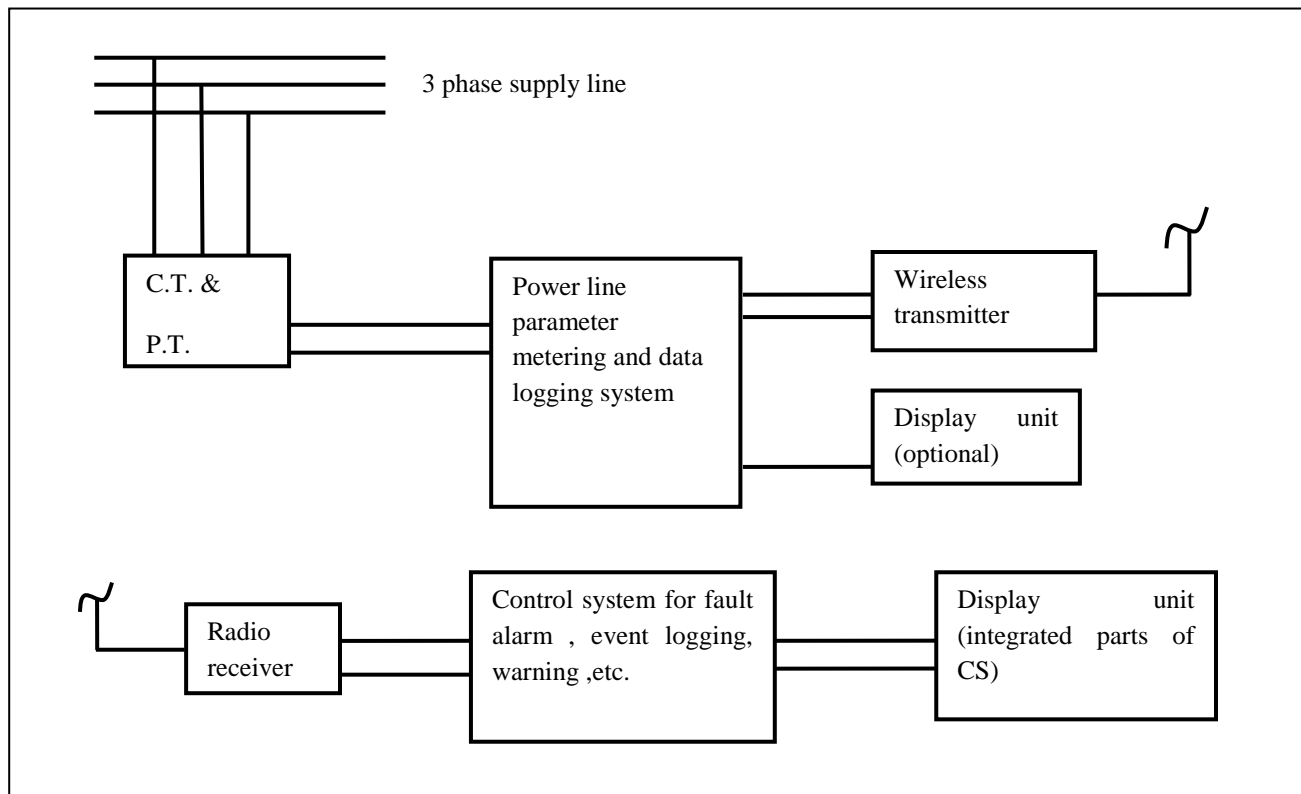 3 phase supply line
C.T. &
P.T.
Power line
parameter
metering and data
logging system
Wireless
transmitter
Display unit
(optional)
Radio
receiver
Control system for fault
alarm , event logging,
warning ,etc.
Display unit
(integrated parts of
CS)